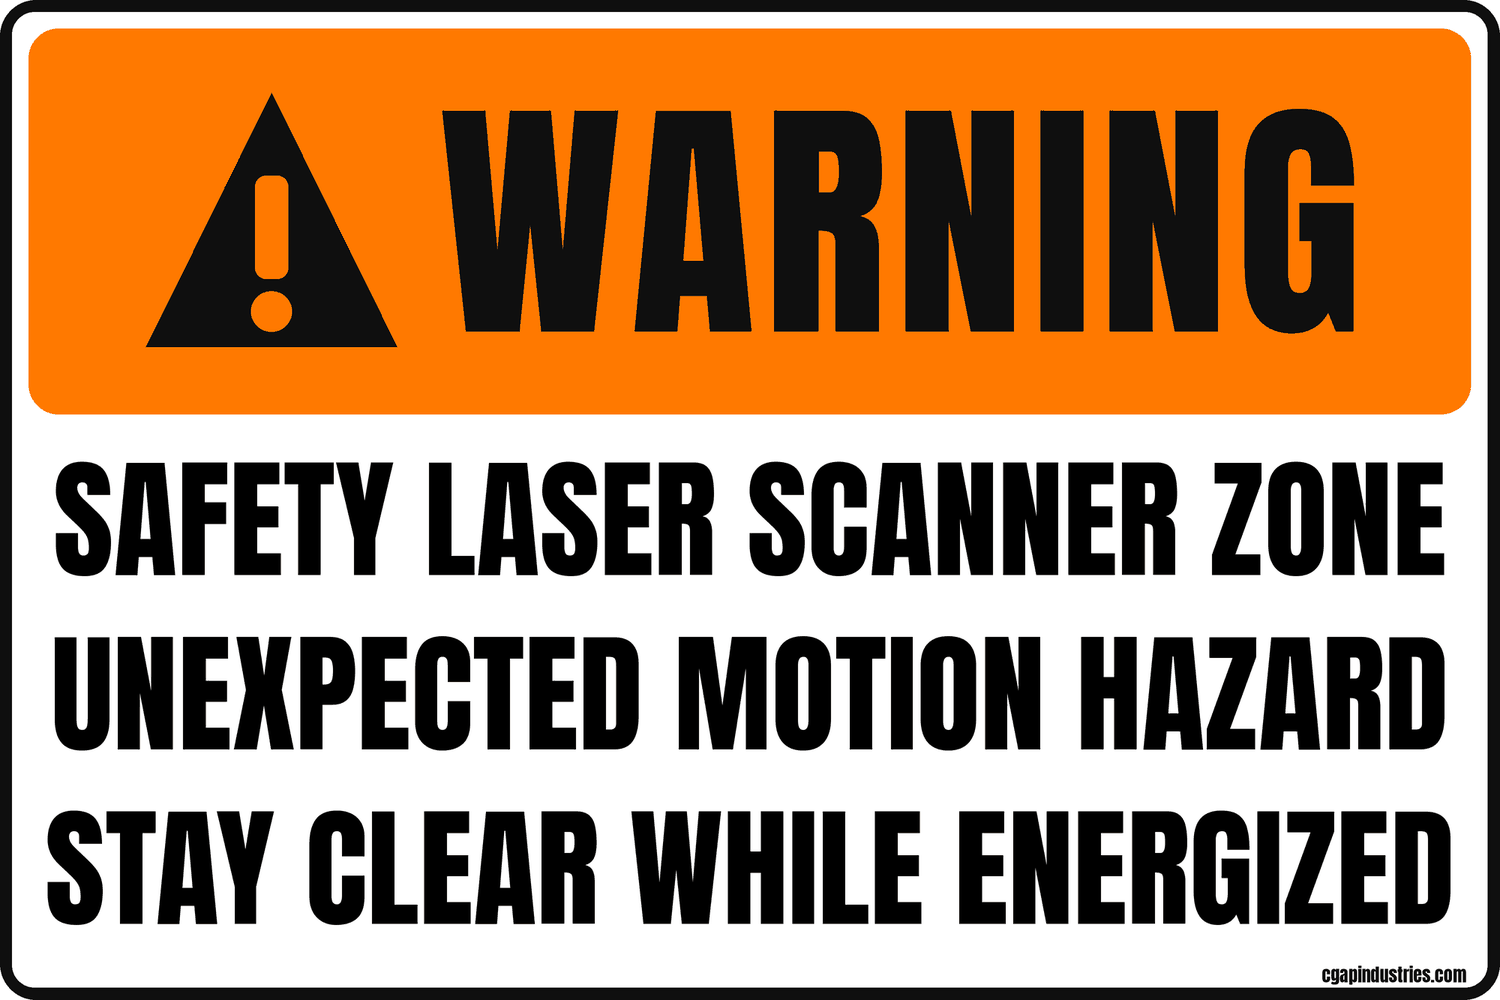 WARNING
SAFETY LASER SCANNER ZONE
UNEXPECTED MOTION HAZARD
STAY CLEAR WHILE ENERGIZED
cgapindustries.com